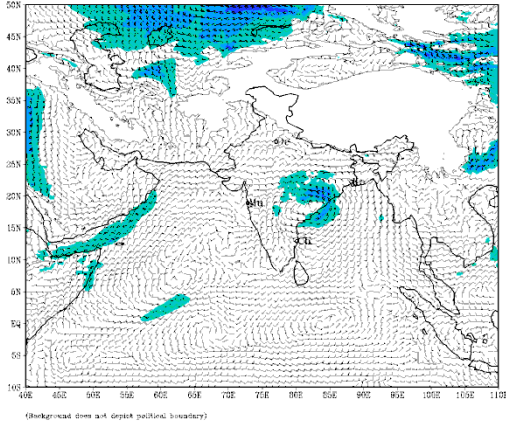 50N
45N
40N
35N
30N
25N
20N
15N
10N
5N
EQ
5S
10S
40E 45E 50E 55E 60E 65E 70E 75E 80E 85E 90E 95E 100E 105E 110E
(Background does not depict political boundary)